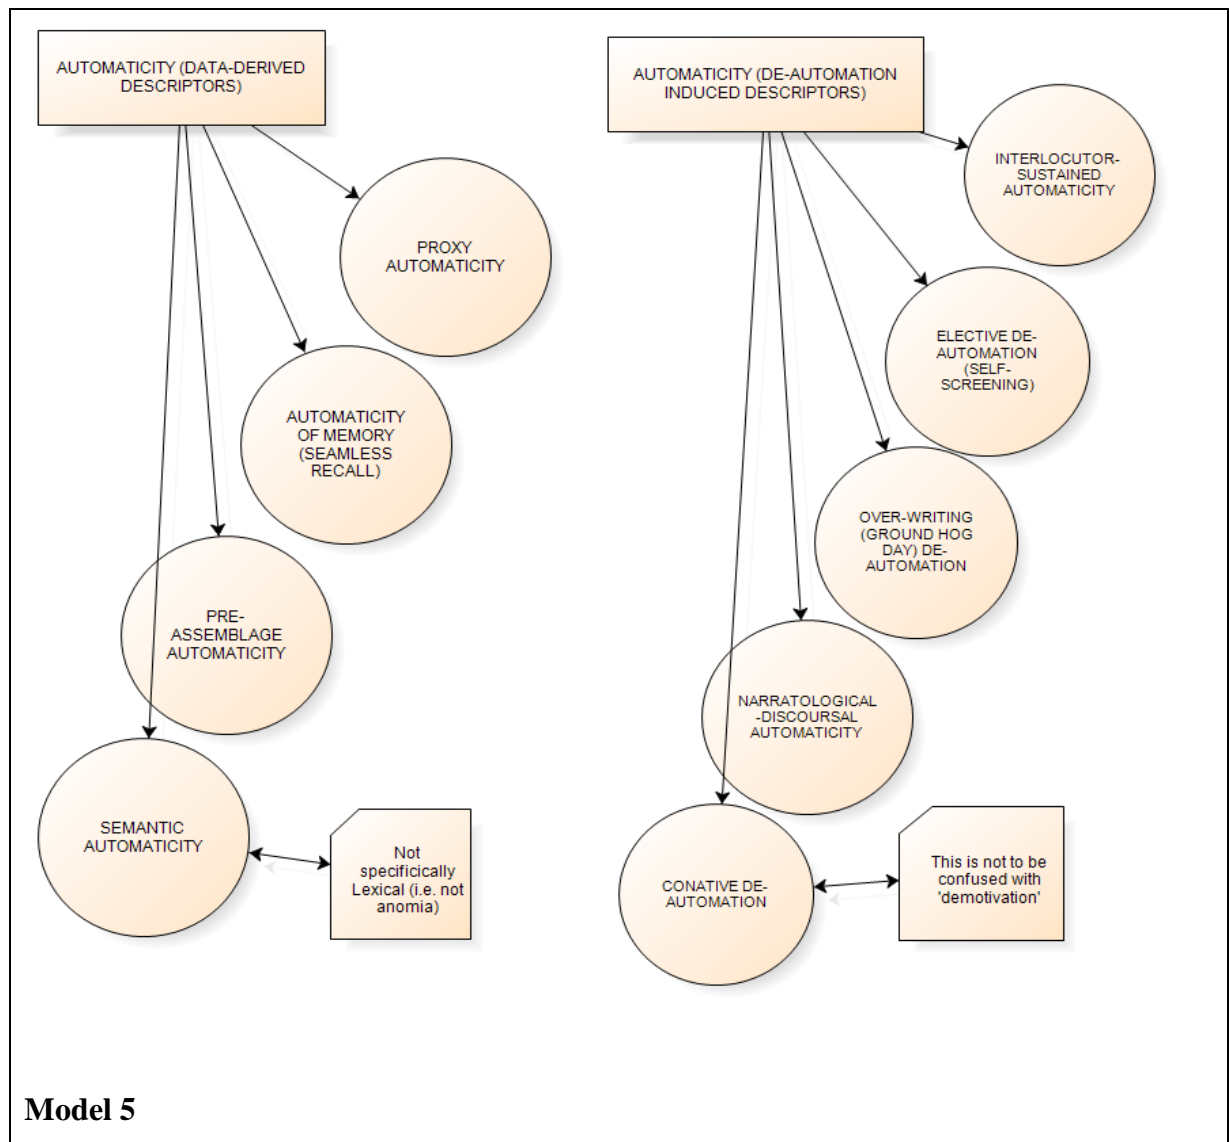 AUTOMATICITY (DATA-DERIVED
DESCRIPTORS)
PROXY
AUTOMATICITY
AUTOMATICITY
OF MEMORY
(SEAMLESS
RECALL)
PRE-
ASSEMBLAGE
AUTOMATICITY
SEMANTIC
AUTOMATICITY
Not
specificically
Lexical (i.e. not
anomia)
AUTOMATICITY (DE-AUTOMATION
INDUCED DESCRIPTORS)
INTERLOCUTOR-
SUSTAINED
AUTOMATICITY
ELECTIVE DE-
AUTOMATION
(SELF-
SCREENING)
OVER-WRITING
(GROUND HOG
DAY) DE-
AUTOMATION
NARRATOLOGICAL
-DISCOURSAL
AUTOMATICITY
CONATIVE DE-
AUTOMATION
This is not to be
confused with
'demotivation'
Model 5